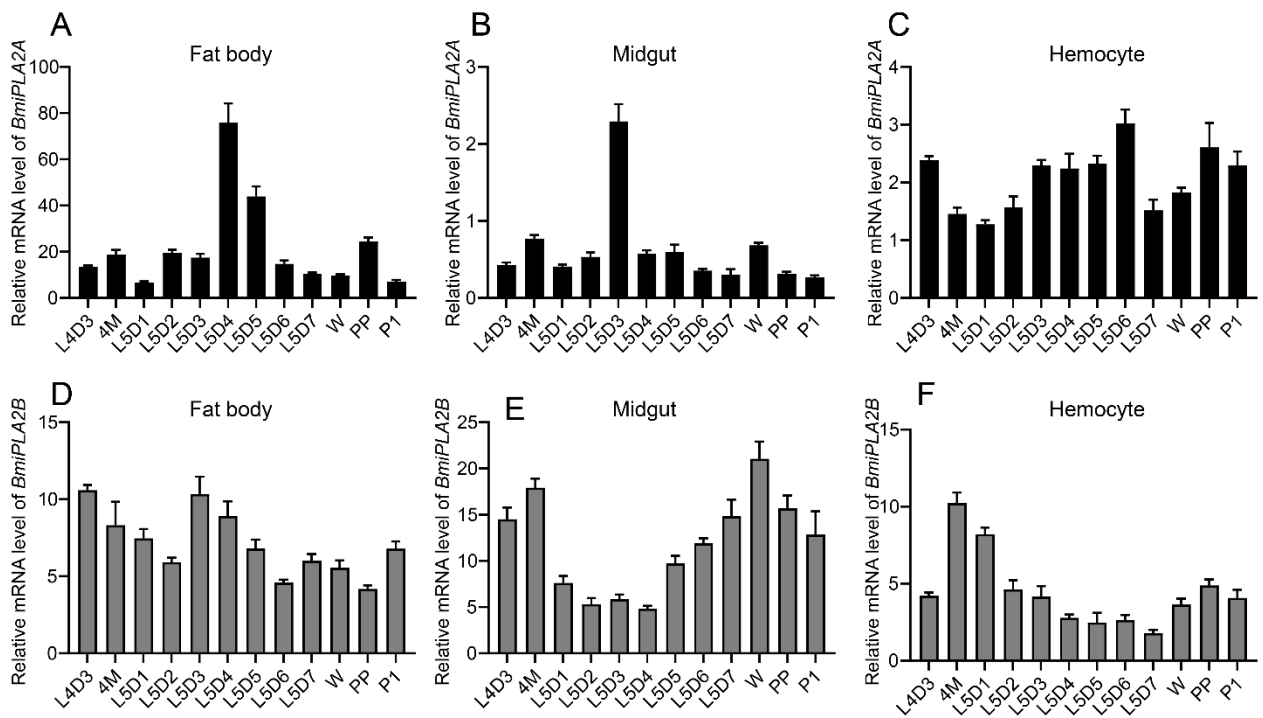 A
Fat body
Relative mRNA level of BmiPLA2A
100
80
60
40
20
0
L4D3 4M L5D1 L5D2 L5D3 L5D4 L5D5 L5D6 L5D7 W PP P1
B
Midgut
Relative mRNA level of BmiPLA2A
3
2
1
0
L4D3 4M L5D1 L5D2 L5D3 L5D4 L5D5 L5D6 L5D7 W PP P1
C
Hemocyte
Relative mRNA level of BmiPLA2A
4
3
2
1
0
L4D3 4M L5D1 L5D2 L5D3 L5D4 L5D5 L5D6 L5D7 W PP P1
D
Fat body
Relative mRNA level of BmiPLA2B
15
10
5
0
L4D3 4M L5D1 L5D2 L5D3 L5D4 L5D5 L5D6 L5D7 W PP P1
E
Midgut
Relative mRNA level of BmiPLA2B
25
20
15
10
5
0
L4D3 4M L5D1 L5D2 L5D3 L5D4 L5D5 L5D6 L5D7 W PP P1
F
Hemocyte
Relative mRNA level of BmiPLA2B
15
10
5
0
L4D3 4M L5D1 L5D2 L5D3 L5D4 L5D5 L5D6 L5D7 W PP P1